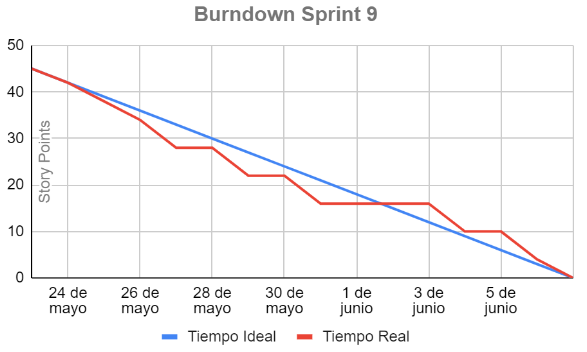 Burndown Sprint 9
50
40
30
20
10
0
Story Points
24 de
mayo
26 de
mayo
28 de
mayo
30 de
mayo
1 de
junio
3 de
junio
5 de
junio
Tiempo Ideal
Tiempo Real